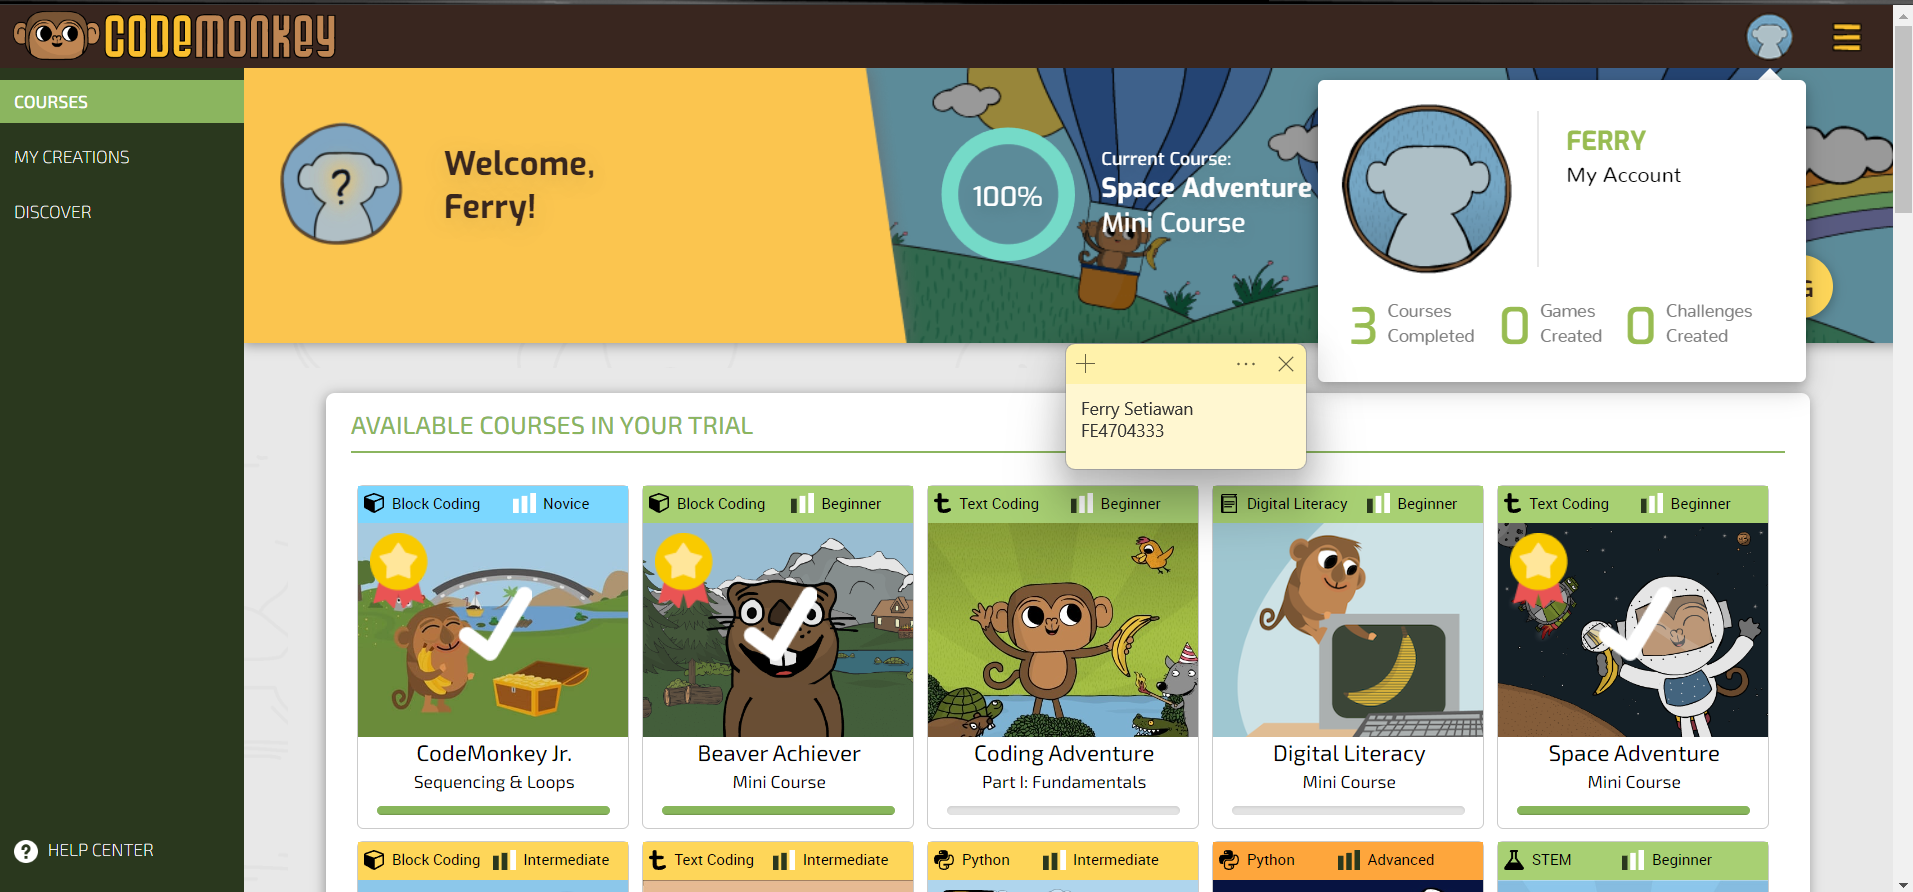 CODEMONKEY
COURSES
MY CREATIONS
DISCOVER
HELP CENTER
?
Welcome,
Ferry!
100%
Current Course:
Space Adventure
Mini Course
FERRY
My Account
3 Courses Completed
0 Games Created
0 Challenges Created
Ferry Setiawan
FE4704333
AVAILABLE COURSES IN YOUR TRIAL
Block Coding Novice
CodeMonkey Jr.
Sequencing & Loops
Block Coding Beginner
Beaver Achiever
Mini Course
Text Coding Beginner
Coding Adventure
Part I: Fundamentals
Digital Literacy Beginner
Digital Literacy
Mini Course
Text Coding Beginner
Space Adventure
Mini Course
Block Coding Intermediate
Text Coding Intermediate
Python Intermediate
Python Advanced
STEM Beginner